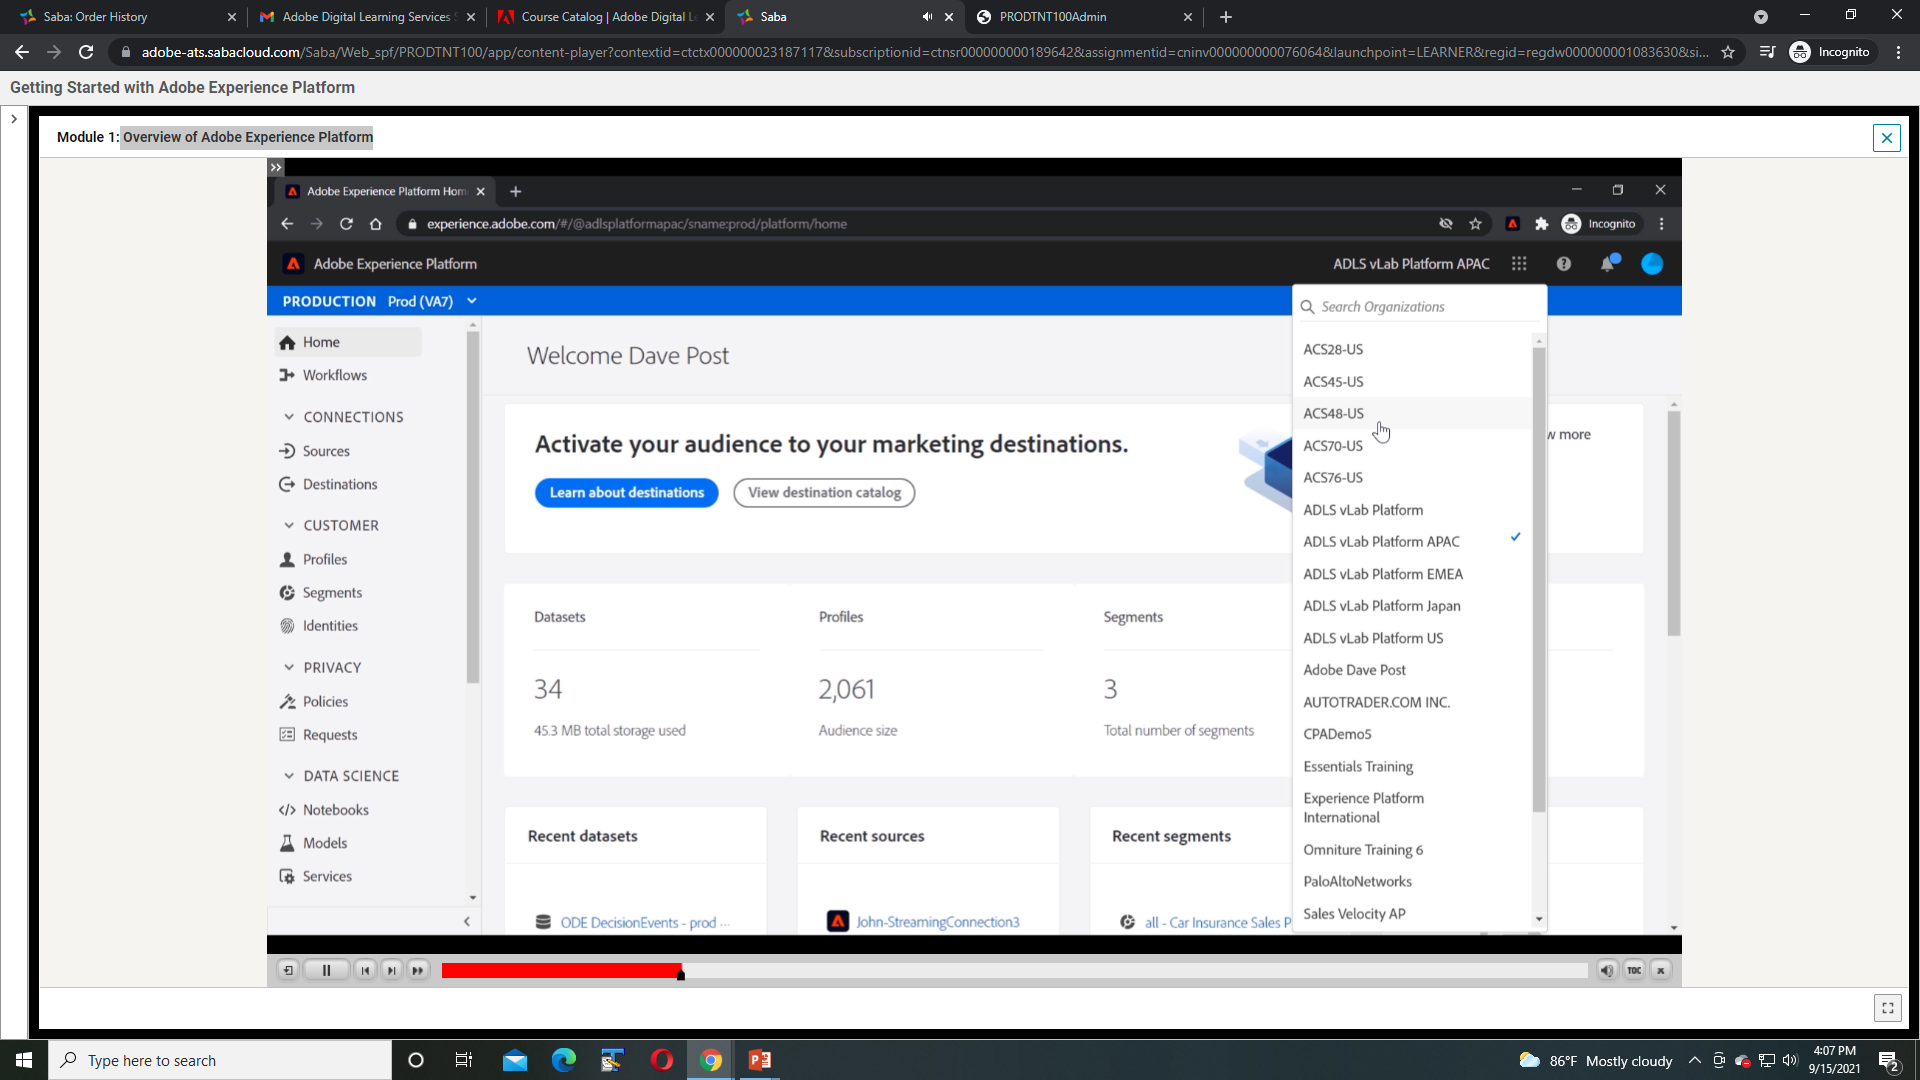 Saba: Order History
Adobe Digital Learning Services S
Course Catalog | Adobe Digital L
Saba
PRODTNT100Admin
adobe-ats.sabacloud.com/Saba/Web_spf/PRODTNT100/app/content-player?contextid=ctctx000000023187117&subscriptionid=ctnsr000000000189642&assignmentid=cninv000000000076064&launchpoint=LEARNER&regid=regdw000000001083630&si...
Incognito
Getting Started with Adobe Experience Platform
Module 1: Overview of Adobe Experience Platform
Adobe Experience Platform Hom
experience.adobe.com/#/@adlsplatformapac/sname:prod/platform/home
Incognito
Adobe Experience Platform
ADLS vLab Platform APAC
PRODUCTION Prod (VA7)
Home
Workflows
CONNECTIONS
Sources
Destinations
CUSTOMER
Profiles
Segments
Identities
PRIVACY
Policies
Requests
DATA SCIENCE
Notebooks
Models
Services
Welcome Dave Post
Activate your audience to your marketing destinations.
Learn about destinations
View destination catalog
w more
Datasets
34
45.3 MB total storage used
Profiles
2,061
Audience size
Segments
3
Total number of segments
Recent datasets
ODE DecisionEvents - prod ...
Recent sources
John-StreamingConnection3
Recent segments
all - Car Insurance Sales P
Search Organizations
ACS28-US
ACS45-US
ACS48-US
ACS70-US
ACS76-US
ADLS vLab Platform
ADLS vLab Platform APAC
ADLS vLab Platform EMEA
ADLS vLab Platform Japan
ADLS vLab Platform US
Adobe Dave Post
AUTOTRADER.COM INC.
CPADemo5
Essentials Training
Experience Platform
International
Omniture Training 6
PaloAltoNetworks
Sales Velocity AP
TOC
Type here to search
86°F Mostly cloudy
4:07 PM
9/15/2021
2